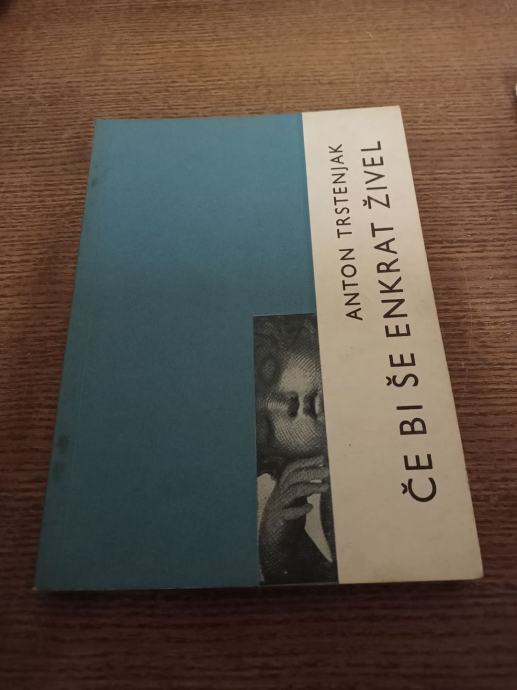 ANTON TRSTENJAK
ČE BI ŠE ENKRAT ŽIVEL